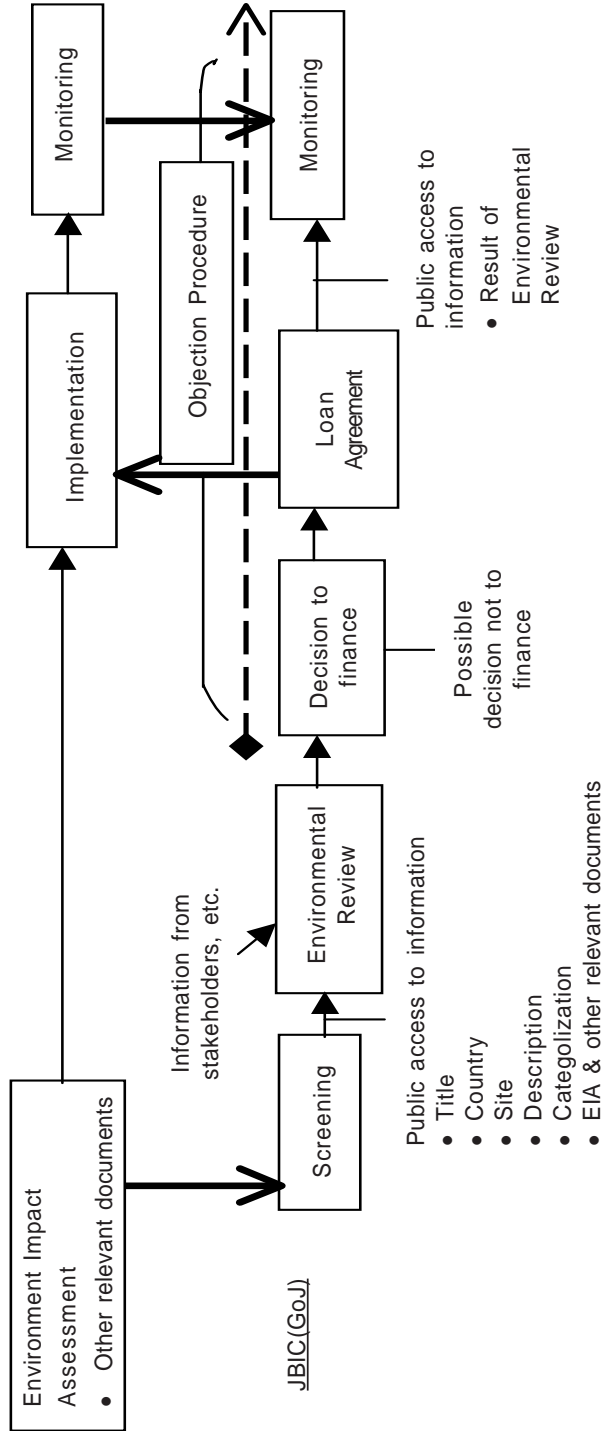 Environment Impact
Assessment
• Other relevant documents
Implementation
Monitoring
Objection Procedure
Information from
stakeholders, etc.
JBIC(GoJ)
Screening
Environmental
Review
Decision to
finance
Loan
Agreement
Monitoring
Public access to information
• Title
• Country
• Site
• Description
• Categolization
• EIA & other relevant documents
Possible
decision not to
finance
Public access to
information
• Result of
Environmental
Review